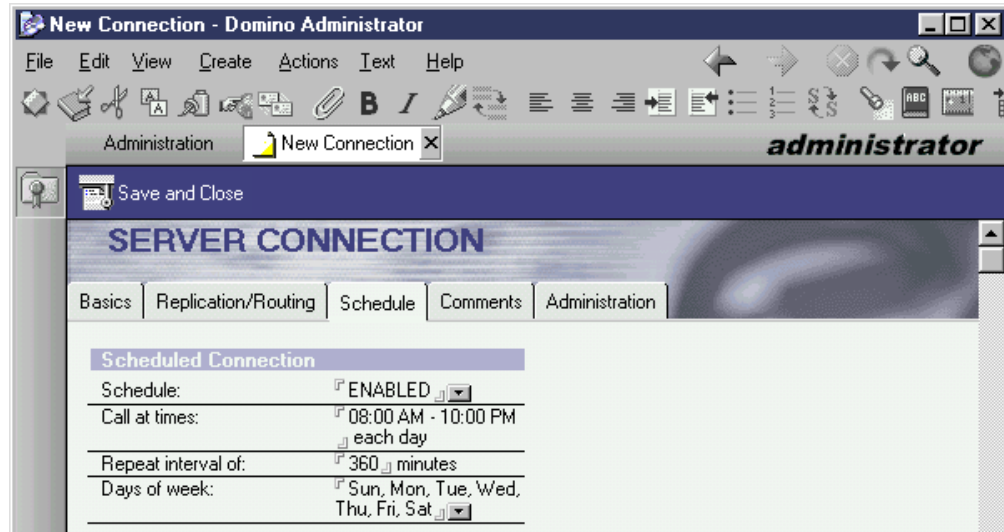 New Connection - Domino Administrator
File Edit View Create Actions Text Help
B I
ABC
Administration New Connection
administrator
Save and Close
SERVER CONNECTION
Basics Replication/Routing Schedule Comments Administration
Scheduled Connection
Schedule: ENABLED
Call at times: 08:00 AM - 10:00 PM
each day
Repeat interval of: 360 minutes
Days of week: Sun, Mon, Tue, Wed,
Thu, Fri, Sat